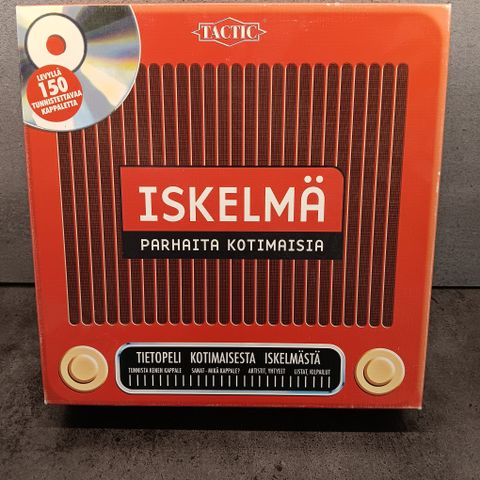 TACTIC
LEVYLLÄ
150
TUNNISTETTAVAA
KAPPALETTA
ISKELMÄ
PARHAITA KOTIMAISIA
TIETOPELI KOTIMAISESTA ISKELMÄSTÄ
TUNNISTA KENEN KAPPALE SANAT - MIKÄ KAPPALE? ARTISTIT, YHTYEET LISTAT, KILPAILUT